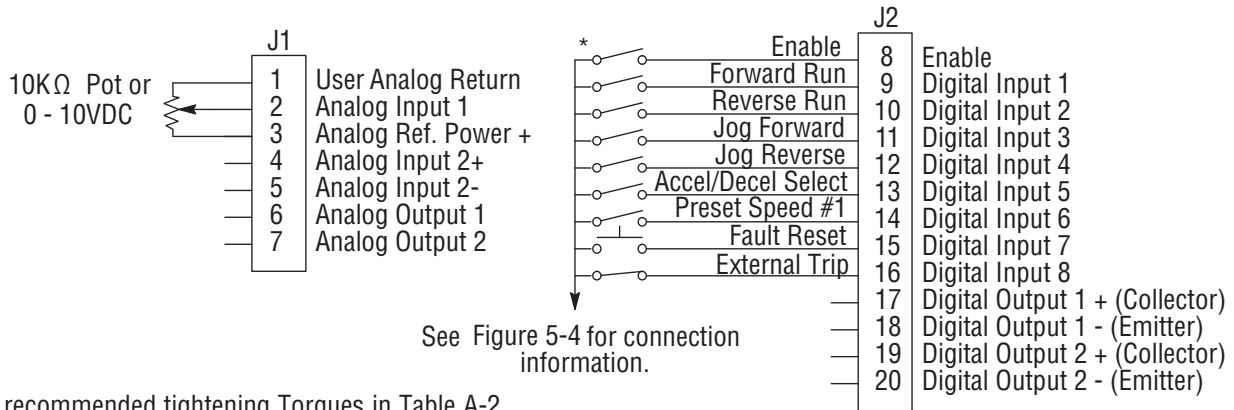 J1
10KΩ Pot or
0 - 10VDC
1 User Analog Return
2 Analog Input 1
3 Analog Ref. Power +
4 Analog Input 2+
5 Analog Input 2-
6 Analog Output 1
7 Analog Output 2
J2
* Enable 8 Enable
Forward Run 9 Digital Input 1
Reverse Run 10 Digital Input 2
Jog Forward 11 Digital Input 3
Jog Reverse 12 Digital Input 4
Accel/Decel Select 13 Digital Input 5
Preset Speed #1 14 Digital Input 6
Fault Reset 15 Digital Input 7
External Trip 16 Digital Input 8
17 Digital Output 1 + (Collector)
18 Digital Output 1 - (Emitter)
19 Digital Output 2 + (Collector)
20 Digital Output 2 - (Emitter)
See Figure 5-4 for connection
information.
recommended tightening Torques in Table A-2